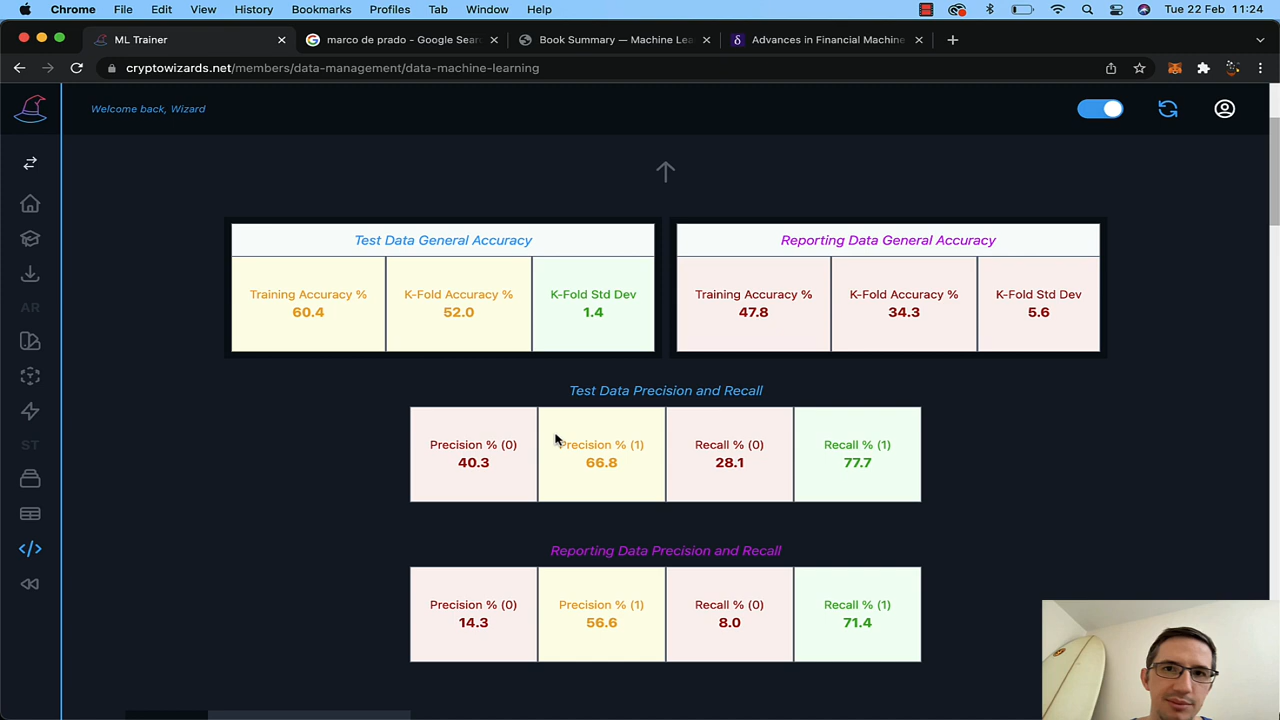 Chrome File Edit View History Bookmarks Profiles Tab Window Help Tue 22 Feb 11:24
ML Trainer marco de prado - Google Sear Book Summary — Machine Lea Advances in Financial Machine
cryptowizards.net/members/data-management/data-machine-learning
Welcome back, Wizard
Test Data General Accuracy
Training Accuracy % K-Fold Accuracy % K-Fold Std Dev
60.4 52.0 1.4
Reporting Data General Accuracy
Training Accuracy % K-Fold Accuracy % K-Fold Std Dev
47.8 34.3 5.6
AR
Test Data Precision and Recall
Precision % (0) Precision % (1) Recall % (0) Recall % (1)
40.3 66.8 28.1 77.7
ST
Reporting Data Precision and Recall
Precision % (0) Precision % (1) Recall % (0) Recall % (1)
14.3 56.6 8.0 71.4